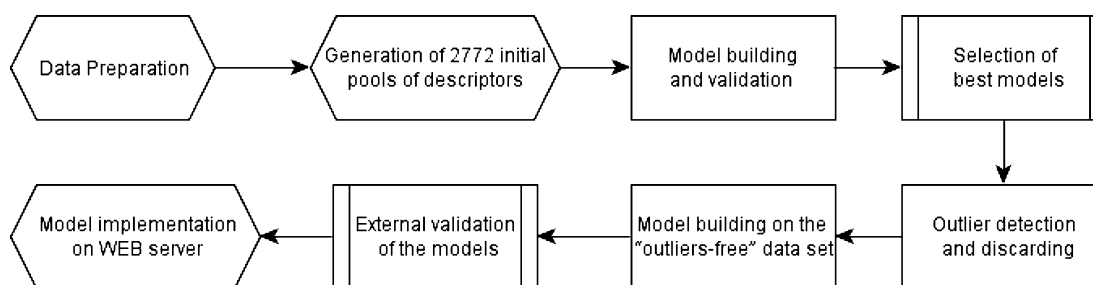 Data Preparation
Generation of 2772 initial
pools of descriptors
Model building
and validation
Selection of
best models
Model implementation
on WEB server
External validation
of the models
Model building on the
"outliers-free" data set
Outlier detection
and discarding